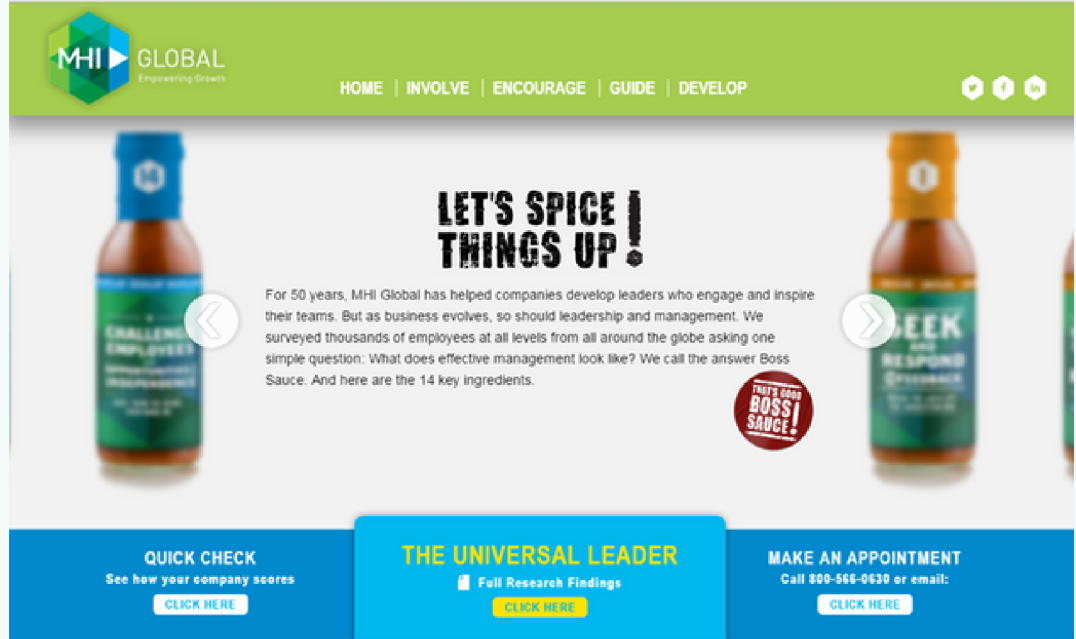 MHI GLOBAL
Empowering Growth
HOME | INVOLVE | ENCOURAGE | GUIDE | DEVELOP
14
CHALLENGE
EMPLOYEES
OPPORTUNITIES
INDEPENDENCE
LET'S SPICE
THINGS UP!
For 50 years, MHI Global has helped companies develop leaders who engage and inspire
their teams. But as business evolves, so should leadership and management. We
surveyed thousands of employees at all levels from all around the globe asking one
simple question: What does effective management look like? We call the answer Boss
Sauce. And here are the 14 key ingredients.
THAT'S GOOD
BOSS
SAUCE!
1
SEEK
AND
RESPOND
FEEDBACK
QUICK CHECK
See how your company scores
CLICK HERE
THE UNIVERSAL LEADER
Full Research Findings
CLICK HERE
MAKE AN APPOINTMENT
Call 800-566-0630 or email:
CLICK HERE